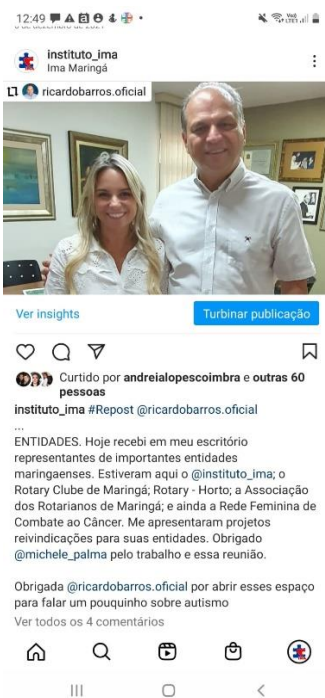 12:49
instituto_ima
Ima Maringá
ricardobarros.oficial
Ver insights
Turbinar publicação
Curtido por andreialopescoimbra e outras 60
pessoas
instituto_ima #Repost @ricardobarros.oficial
...
ENTIDADES. Hoje recebi em meu escritório
representantes de importantes entidades
maringaenses. Estiveram aqui o @instituto_ima; o
Rotary Clube de Maringá; Rotary - Horto; a Associação
dos Rotarianos de Maringá; e ainda a Rede Feminina de
Combate ao Câncer. Me apresentaram projetos
reivindicações para suas entidades. Obrigado
@michele_palma pelo trabalho e essa reunião.
Obrigada @ricardobarros.oficial por abrir esses espaço
para falar um pouquinho sobre autismo
Ver todos os 4 comentários